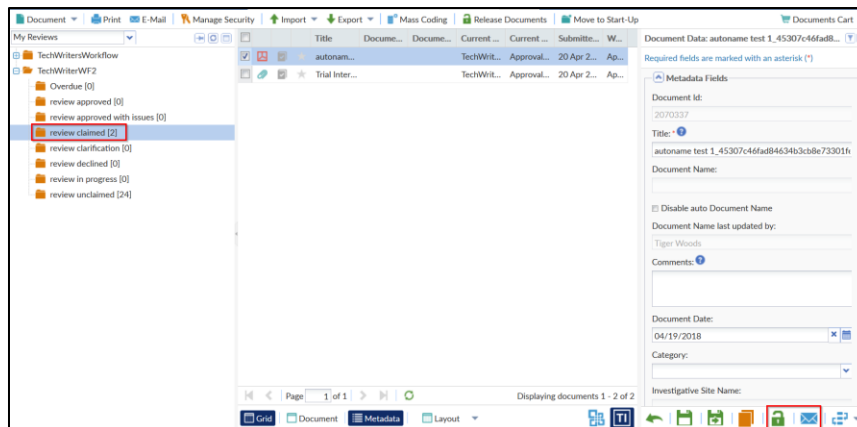 Document Print E-Mail Manage Security Import Export Mass Coding Release Documents Move to Start-Up Documents Cart
My Reviews
TechWritersWorkflow
TechWriterWF2
Overdue [0]
review approved [0]
review approved with issues [0]
review claimed [2]
review clarification [0]
review declined [0]
review in progress [0]
review unclaimed [24]
Title Docume... Docume... Current ... Current ... Submitte... W...
autonam... TechWrit... Approval... 20 Apr 2... Ap...
Trial Inter... TechWrit... Approval... 20 Apr 2... Ap...
Page 1 of 1 Displaying documents 1 - 2 of 2
Grid Document Metadata Layout TI
Document Data: autoname test 1_45307c46fad8...
Required fields are marked with an asterisk (*)
Metadata Fields
Document Id:
2070337
Title: *
autoname test 1_45307c46fad84634b3cb8e73301f
Document Name:
Disable auto Document Name
Document Name last updated by:
Tiger Woods
Comments:
Document Date:
04/19/2018
Category:
Investigative Site Name: